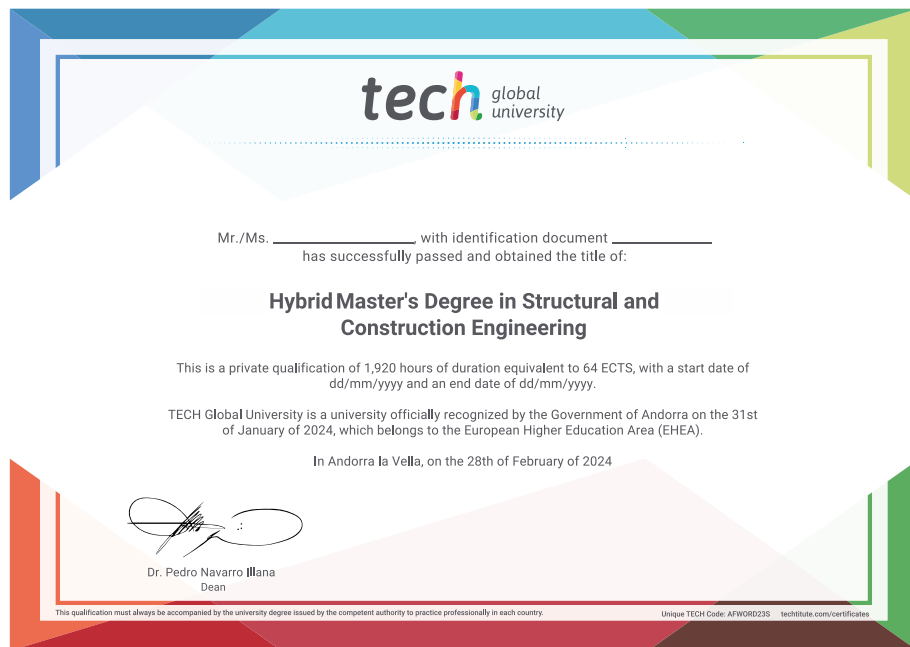 tech global
university
Mr./Ms. _______________, with identification document ___________
has successfully passed and obtained the title of:
Hybrid Master's Degree in Structural and
Construction Engineering
This is a private qualification of 1,920 hours of duration equivalent to 64 ECTS, with a start date of
dd/mm/yyyy and an end date of dd/mm/yyyy.
TECH Global University is a university officially recognized by the Government of Andorra on the 31st
of January of 2024, which belongs to the European Higher Education Area (EHEA).
In Andorra la Vella, on the 28th of February of 2024
Dr. Pedro Navarro Illana
Dean
This qualification must always be accompanied by the university degree issued by the competent authority to practice professionally in each country.
Unique TECH Code: AFWORD23S techtitute.com/certificates